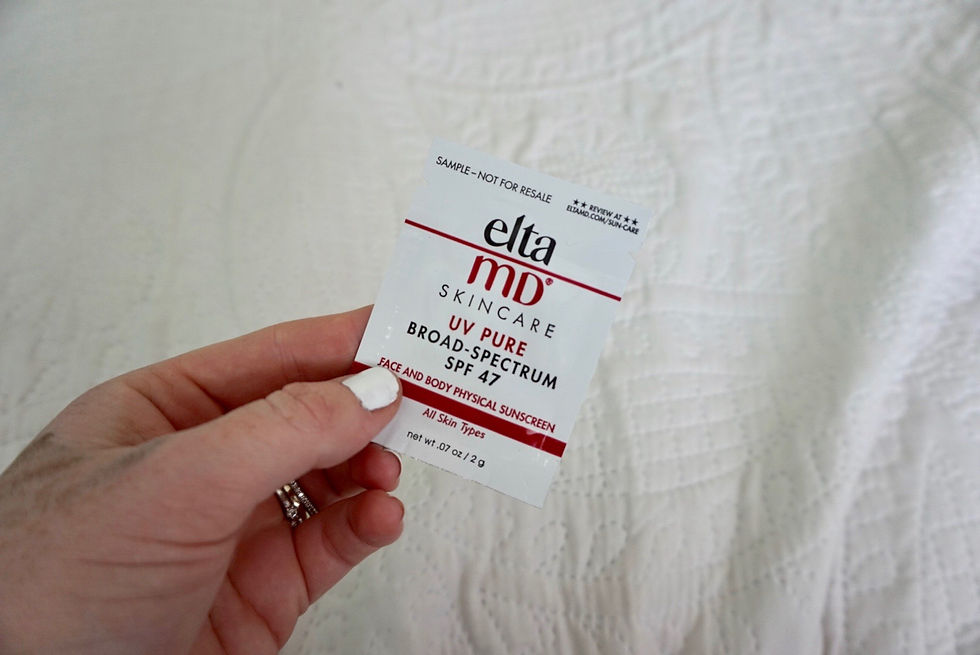 SAMPLE–NOT FOR RESALE
★★ REVIEW AT ★★
ELTAMD.COM/SUN-CARE
elta
MD®
SKINCARE
UV PURE
BROAD-SPECTRUM
SPF 47
FACE AND BODY PHYSICAL SUNSCREEN
All Skin Types
net wt .07 oz / 2 g